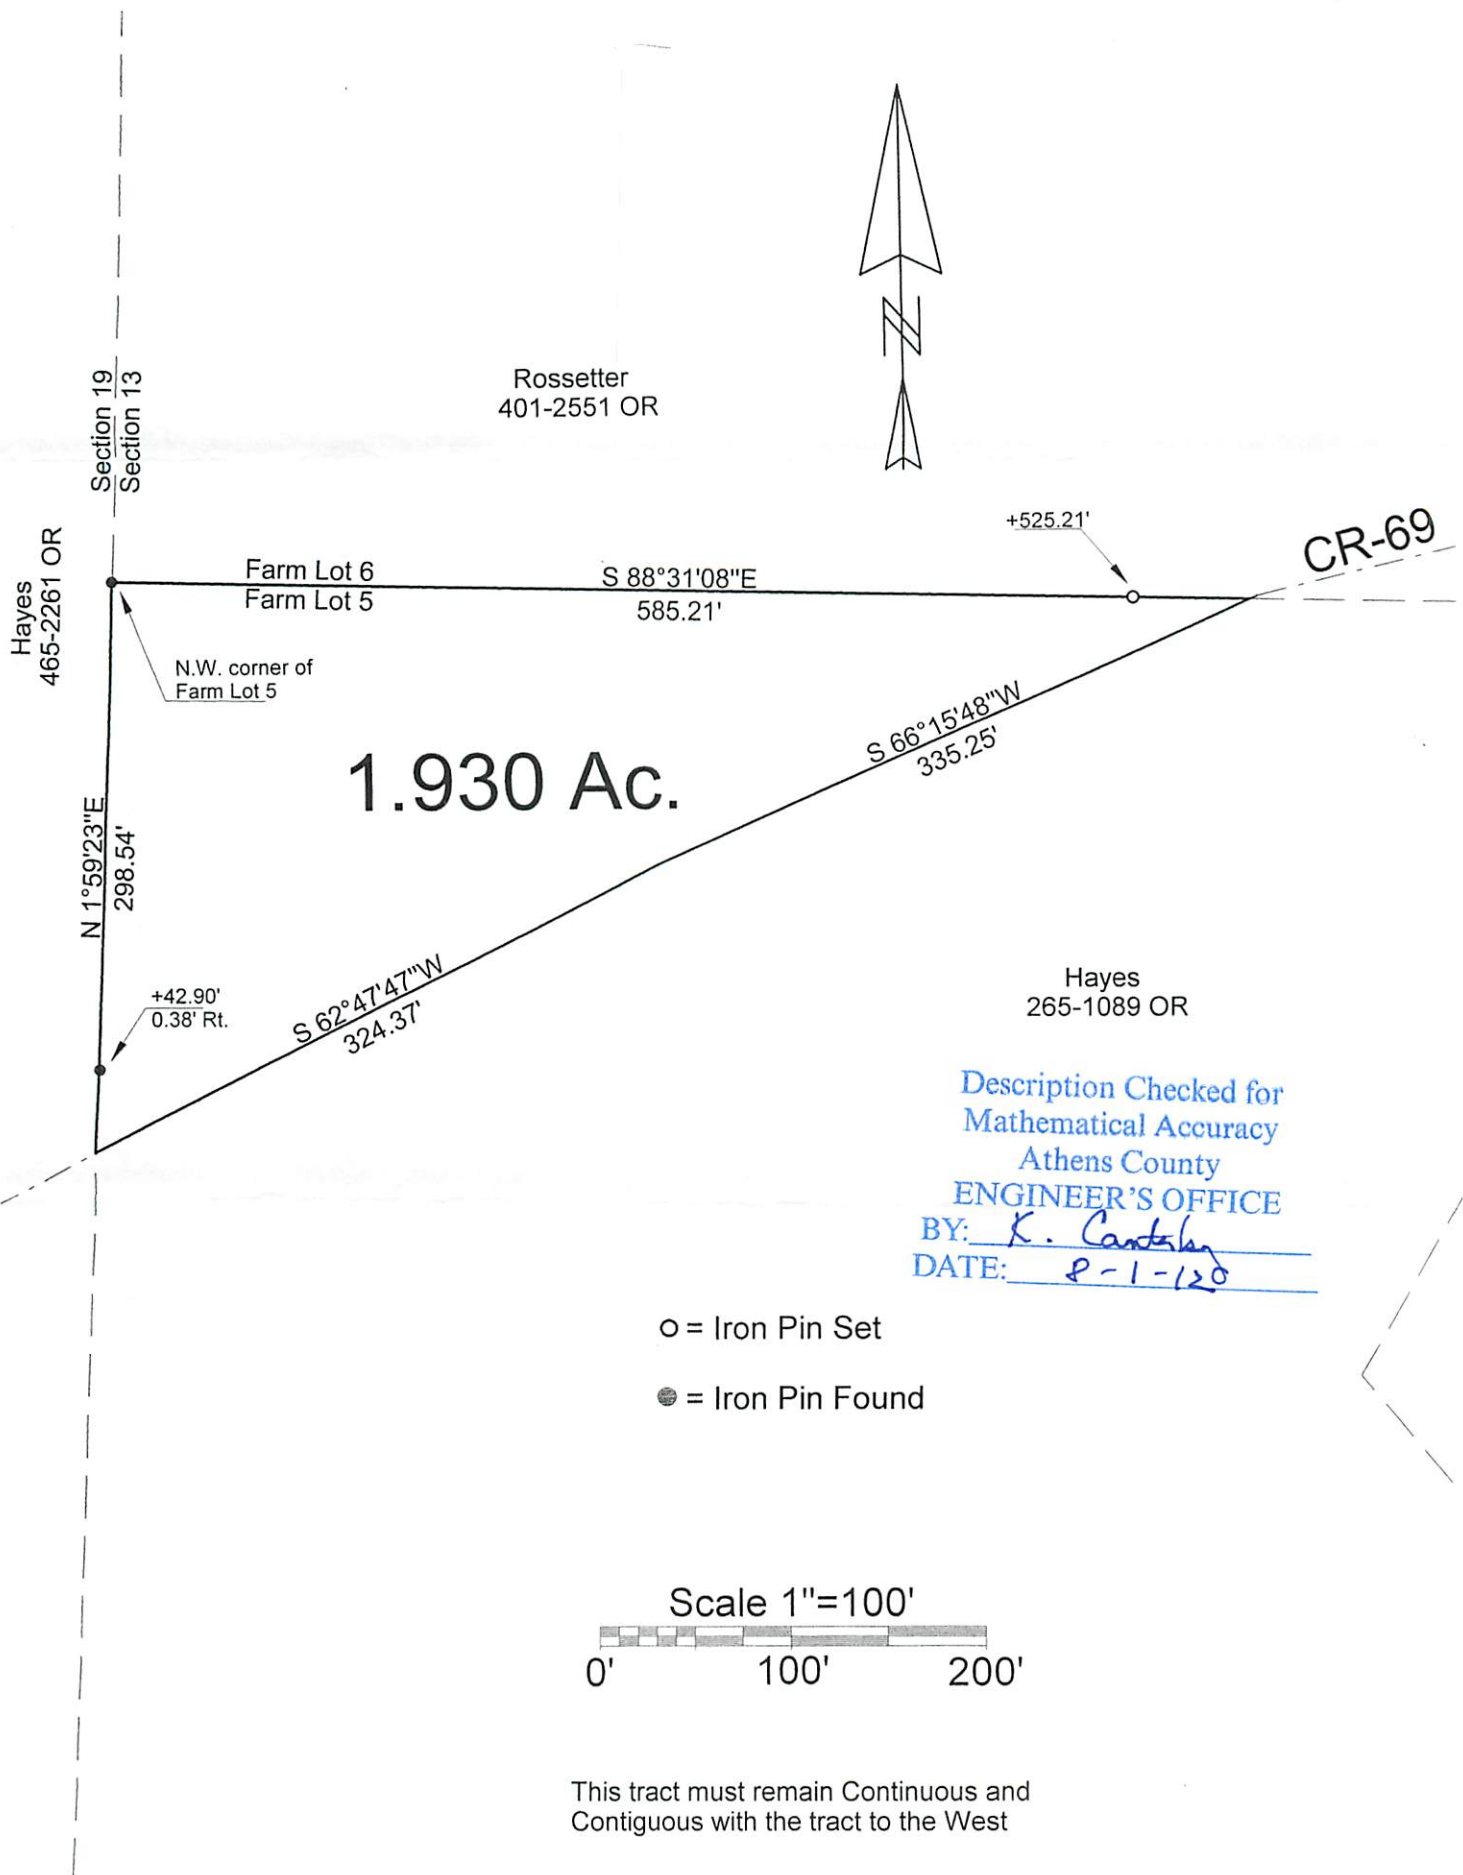 Section 19
Section 13
Rossetter
401-2551 OR
Hayes
465-2261 OR
+525.21'
CR-69
Farm Lot 6
Farm Lot 5
S 88°31'08"E
585.21'
N.W. corner of
Farm Lot 5
N
1.930 Ac.
S 66°15'48"W
335.25'
N 1°59'23"E
298.54'
S 62°47'47"W
324.37'
+42.90'
0.38' Rt.
Hayes
265-1089 OR
Description Checked for
Mathematical Accuracy
Athens County
ENGINEER'S OFFICE
BY: K.
DATE: 8-1-
O = Iron Pin Set
● = Iron Pin Found
Scale 1"=100'
0' 100' 200'
This tract must remain Continuous and
Contiguous with the tract to the West